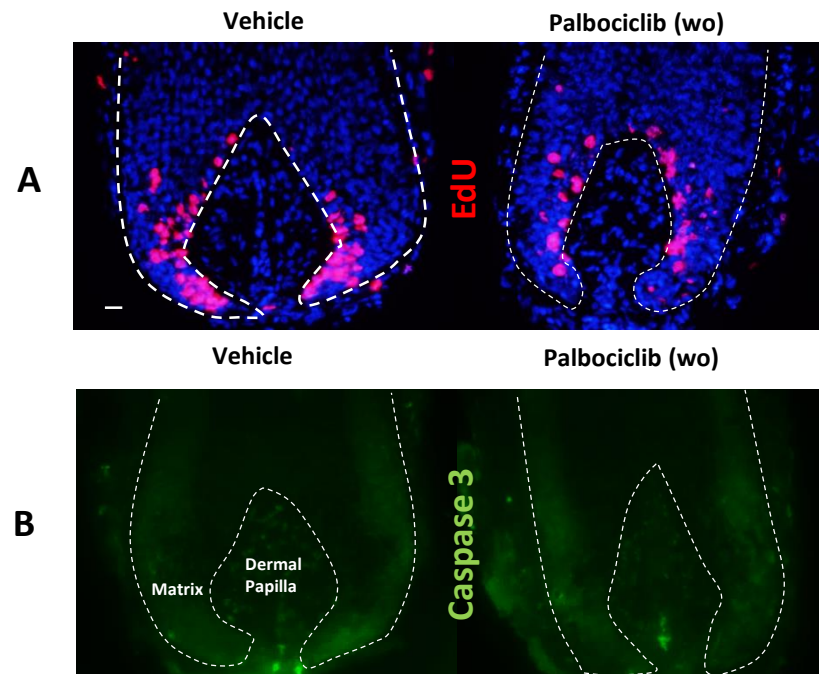 Vehicle
Palbociclib (wo)
A
EdU
Vehicle
Palbociclib (wo)
B
Caspase 3
Matrix
Dermal
Papilla